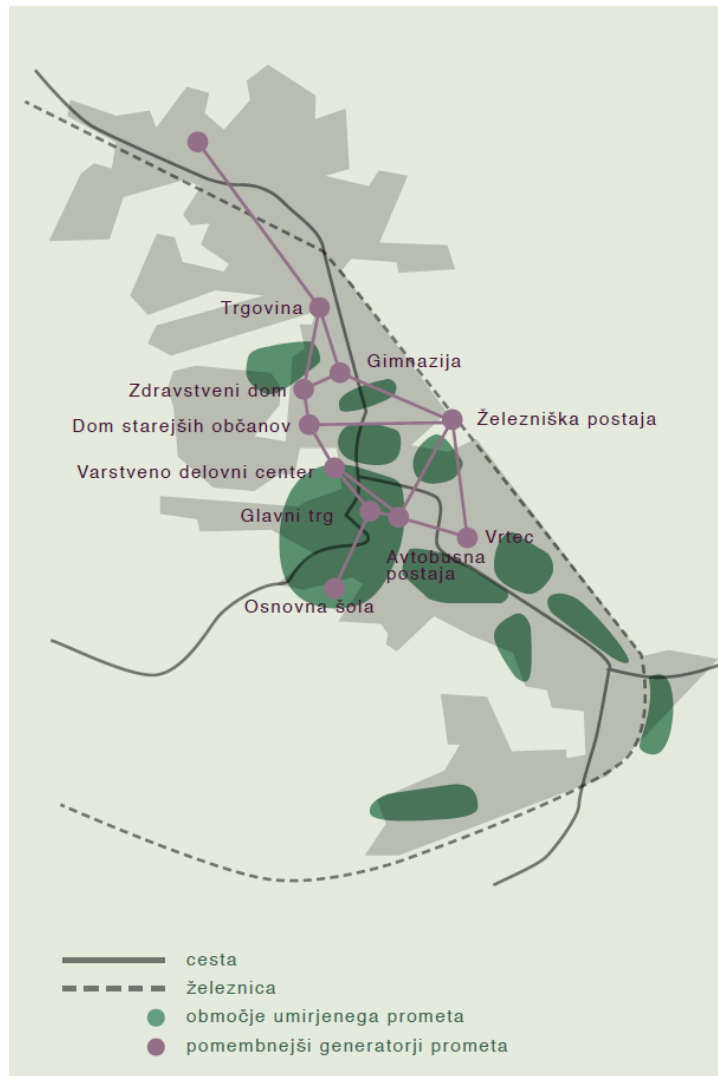 Trgovina
Gimnazija
Zdravstveni dom
Železniška postaja
Dom starejših občanov
Varstveno delovni center
Glavni trg
Vrtec
Avtobusna
postaja
Osnovna šola
cesta
železnica
območje umirjenega prometa
pomembnejši generatorji prometa